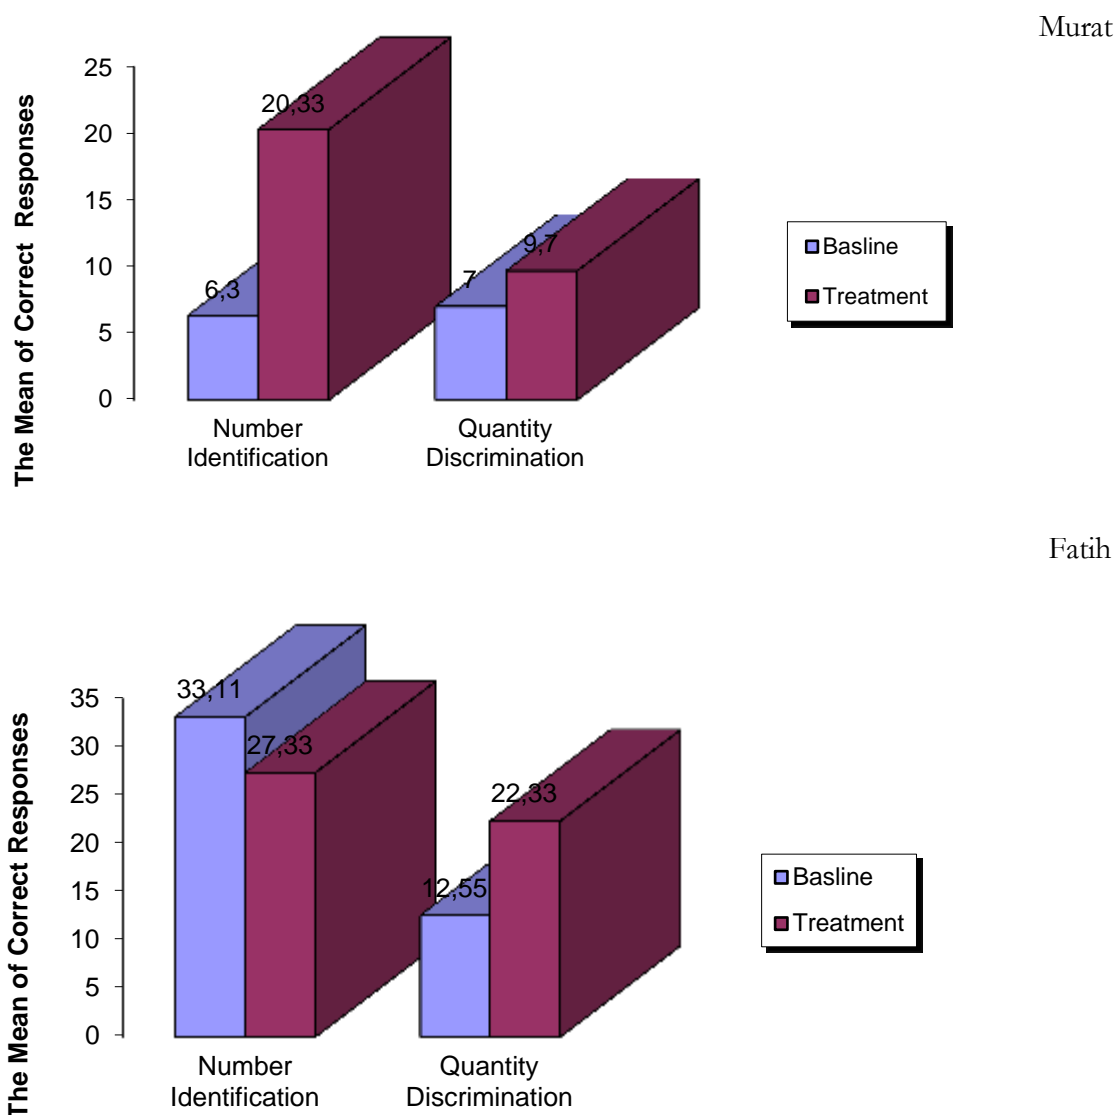 Murat
The Mean of Correct Responses
25
20
15
10
5
0
6,3
20,33
7
9,7
Number
Identification
Quantity
Discrimination
Basline
Treatment
Fatih
The Mean of Correct Responses
35
30
25
20
15
10
5
0
33,11
27,33
12,55
22,33
Number
Identification
Quantity
Discrimination
Basline
Treatment